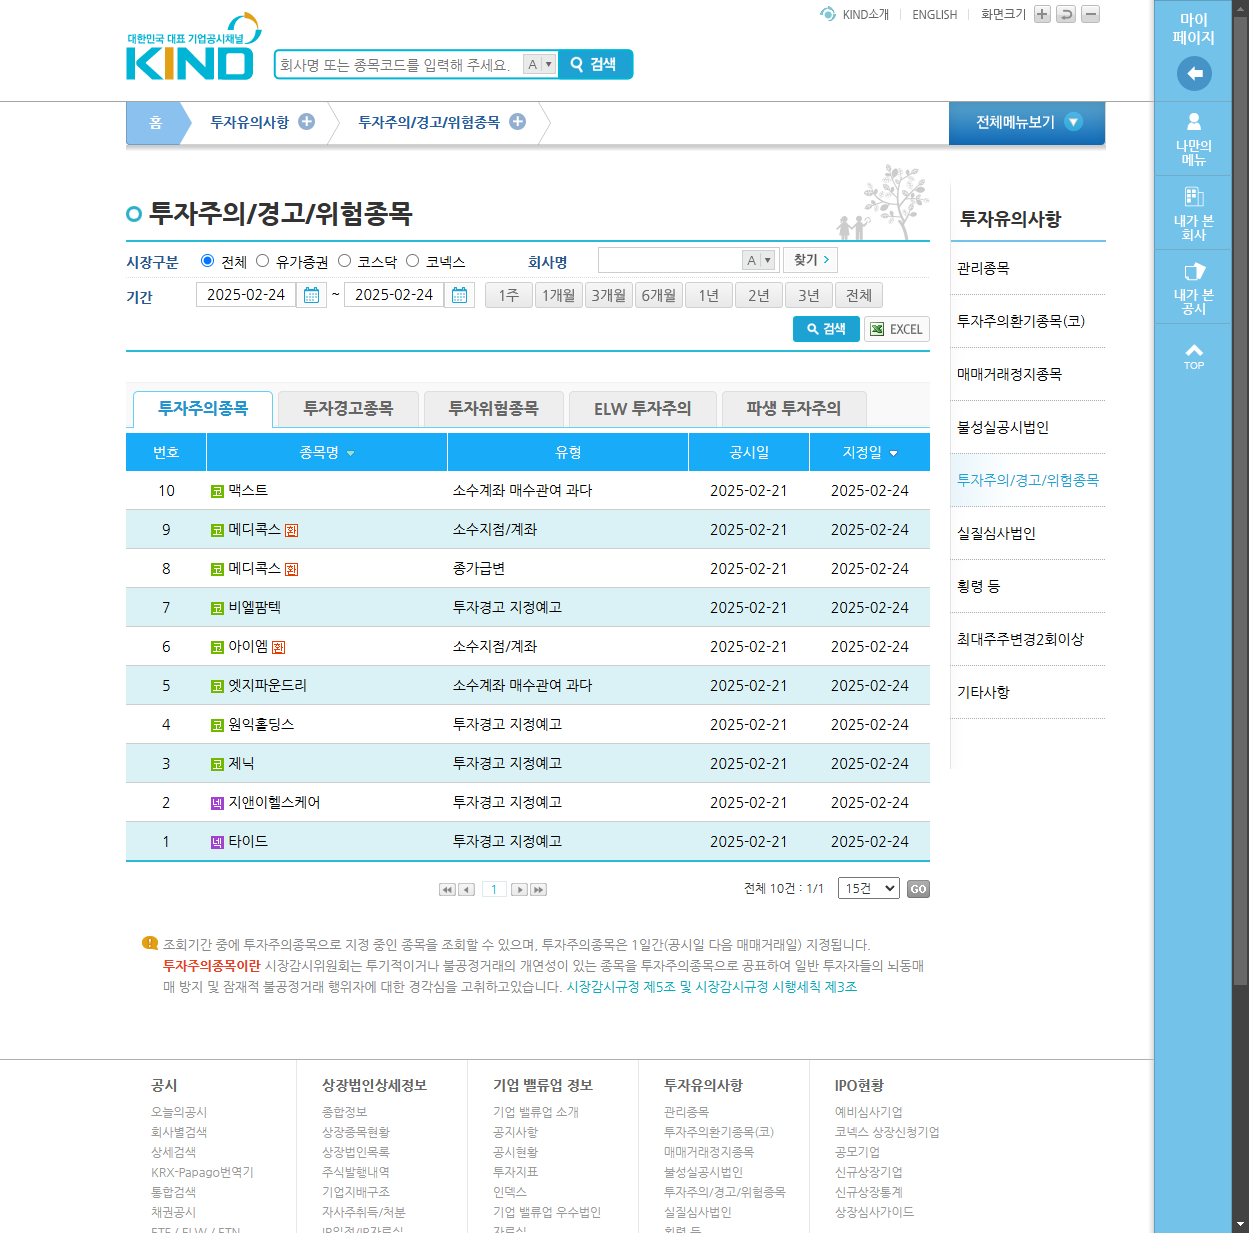 KIND소개 ENGLISH 화면크기
대한민국 대표 기업공시채널
KIND
회사명 또는 종목코드를 입력해 주세요. A 검색
홈 투자유의사항 투자주의/경고/위험종목 전체메뉴보기
마이
페이지
나만의
메뉴
내가 본
회사
내가 본
공시
TOP
투자주의/경고/위험종목
시장구분 전체 유가증권 코스닥 코넥스 회사명 A 찾기
기간 2025-02-24 ~ 2025-02-24 1주 1개월 3개월 6개월 1년 2년 3년 전체
검색 EXCEL
투자유의사항
관리종목
투자주의환기종목(코)
매매거래정지종목
불성실공시법인
투자주의/경고/위험종목
실질심사법인
횡령 등
최대주주변경2회이상
기타사항
투자주의종목 투자경고종목 투자위험종목 ELW 투자주의 파생 투자주의
번호 종목명 유형 공시일 지정일
10 코 맥스트 소수계좌 매수관여 과다 2025-02-21 2025-02-24
9 코 메디콕스 환 소수지점/계좌 2025-02-21 2025-02-24
8 코 메디콕스 환 종가급변 2025-02-21 2025-02-24
7 코 비엘팜텍 투자경고 지정예고 2025-02-21 2025-02-24
6 코 아이엠 환 소수지점/계좌 2025-02-21 2025-02-24
5 코 엣지파운드리 소수계좌 매수관여 과다 2025-02-21 2025-02-24
4 코 원익홀딩스 투자경고 지정예고 2025-02-21 2025-02-24
3 코 제닉 투자경고 지정예고 2025-02-21 2025-02-24
2 넥 지앤이헬스케어 투자경고 지정예고 2025-02-21 2025-02-24
1 넥 타이드 투자경고 지정예고 2025-02-21 2025-02-24
1 전체 10건 : 1/1 15건 GO
조회기간 중에 투자주의종목으로 지정 중인 종목을 조회할 수 있으며, 투자주의종목은 1일간(공시일 다음 매매거래일) 지정됩니다.
투자주의종목이란 시장감시위원회는 투기적이거나 불공정거래의 개연성이 있는 종목을 투자주의종목으로 공표하여 일반 투자자들의 뇌동매
매 방지 및 잠재적 불공정거래 행위자에 대한 경각심을 고취하고있습니다. 시장감시규정 제5조 및 시장감시규정 시행세칙 제3조
공시 상장법인상세정보 기업 밸류업 정보 투자유의사항 IPO현황
오늘의공시 종합정보 기업 밸류업 소개 관리종목 예비심사기업
회사별검색 상장종목현황 공지사항 투자주의환기종목(코) 코넥스 상장신청기업
상세검색 상장법인목록 공시현황 매매거래정지종목 공모기업
KRX-Papago번역기 주식발행내역 투자지표 불성실공시법인 신규상장기업
통합검색 기업지배구조 인덱스 투자주의/경고/위험종목 신규상장통계
채권공시 자사주취득/처분 기업 밸류업 우수법인 실질심사법인 상장심사가이드
ETF / ELW / ETN IR일정/IR자료실 자료실 횡령 등